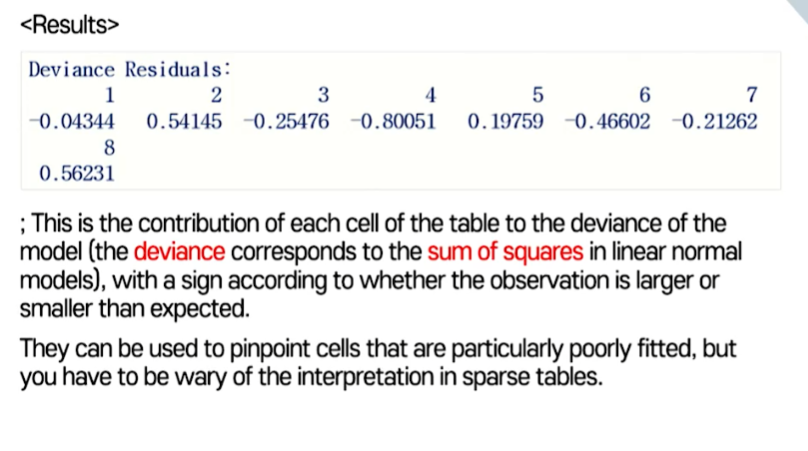 <Results>
Deviance Residuals:
1 2 3 4 5 6 7
-0.04344 0.54145 -0.25476 -0.80051 0.19759 -0.46602 -0.21262
8
0.56231
; This is the contribution of each cell of the table to the deviance of the
model (the deviance corresponds to the sum of squares in linear normal
models), with a sign according to whether the observation is larger or
smaller than expected.
They can be used to pinpoint cells that are particularly poorly fitted, but
you have to be wary of the interpretation in sparse tables.